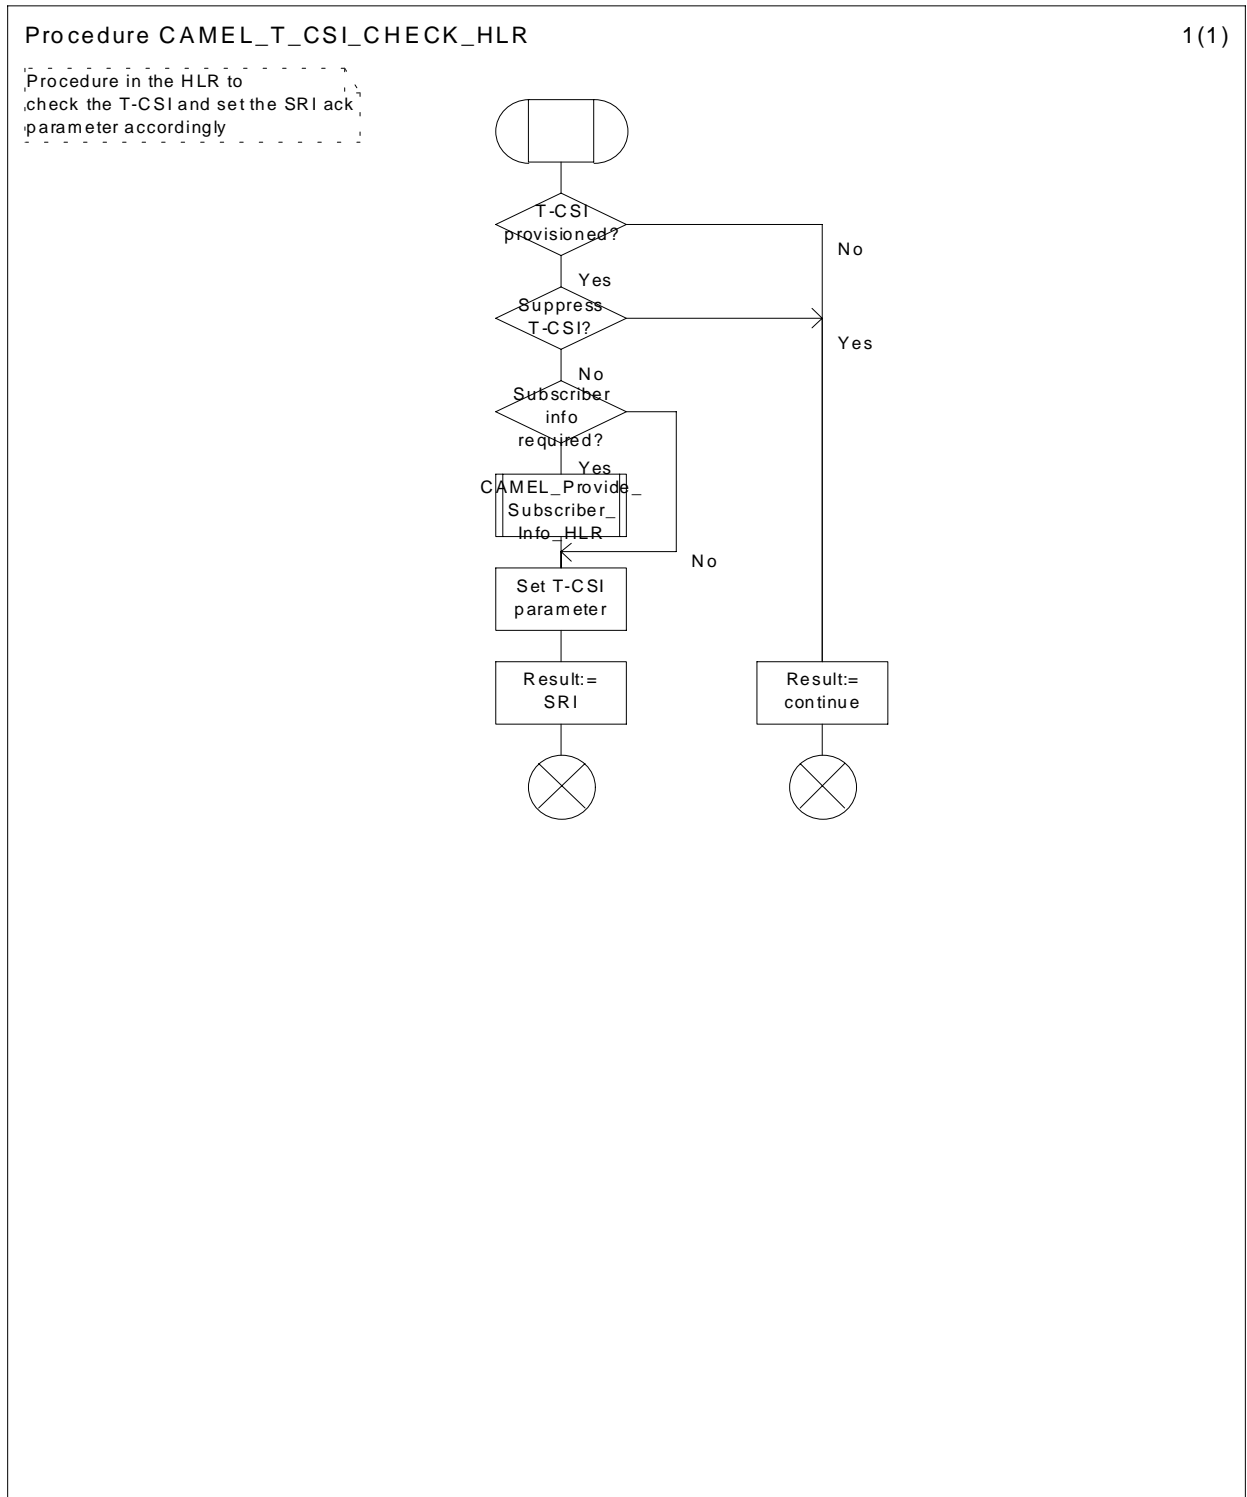 Procedure CAMEL_T_CSI_CHECK_HLR
1(1)
Procedure in the HLR to
check the T-CSI and set the SRI ack
parameter accordingly
T-CSI
provisioned?
No
Yes
Suppress
T-CSI?
Yes
No
Subscriber
info
required?
Yes
CAMEL_Provide_
Subscriber_
Info_HLR
No
Set T-CSI
parameter
Result:=
SRI
Result:=
continue